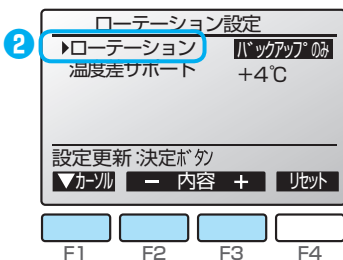 ローテーション設定
2
▶ローテーション バックアップのみ
温度差サポート +4℃
設定更新:決定ボタン
▼カーソル − 内容 + リセット
F1 F2 F3 F4